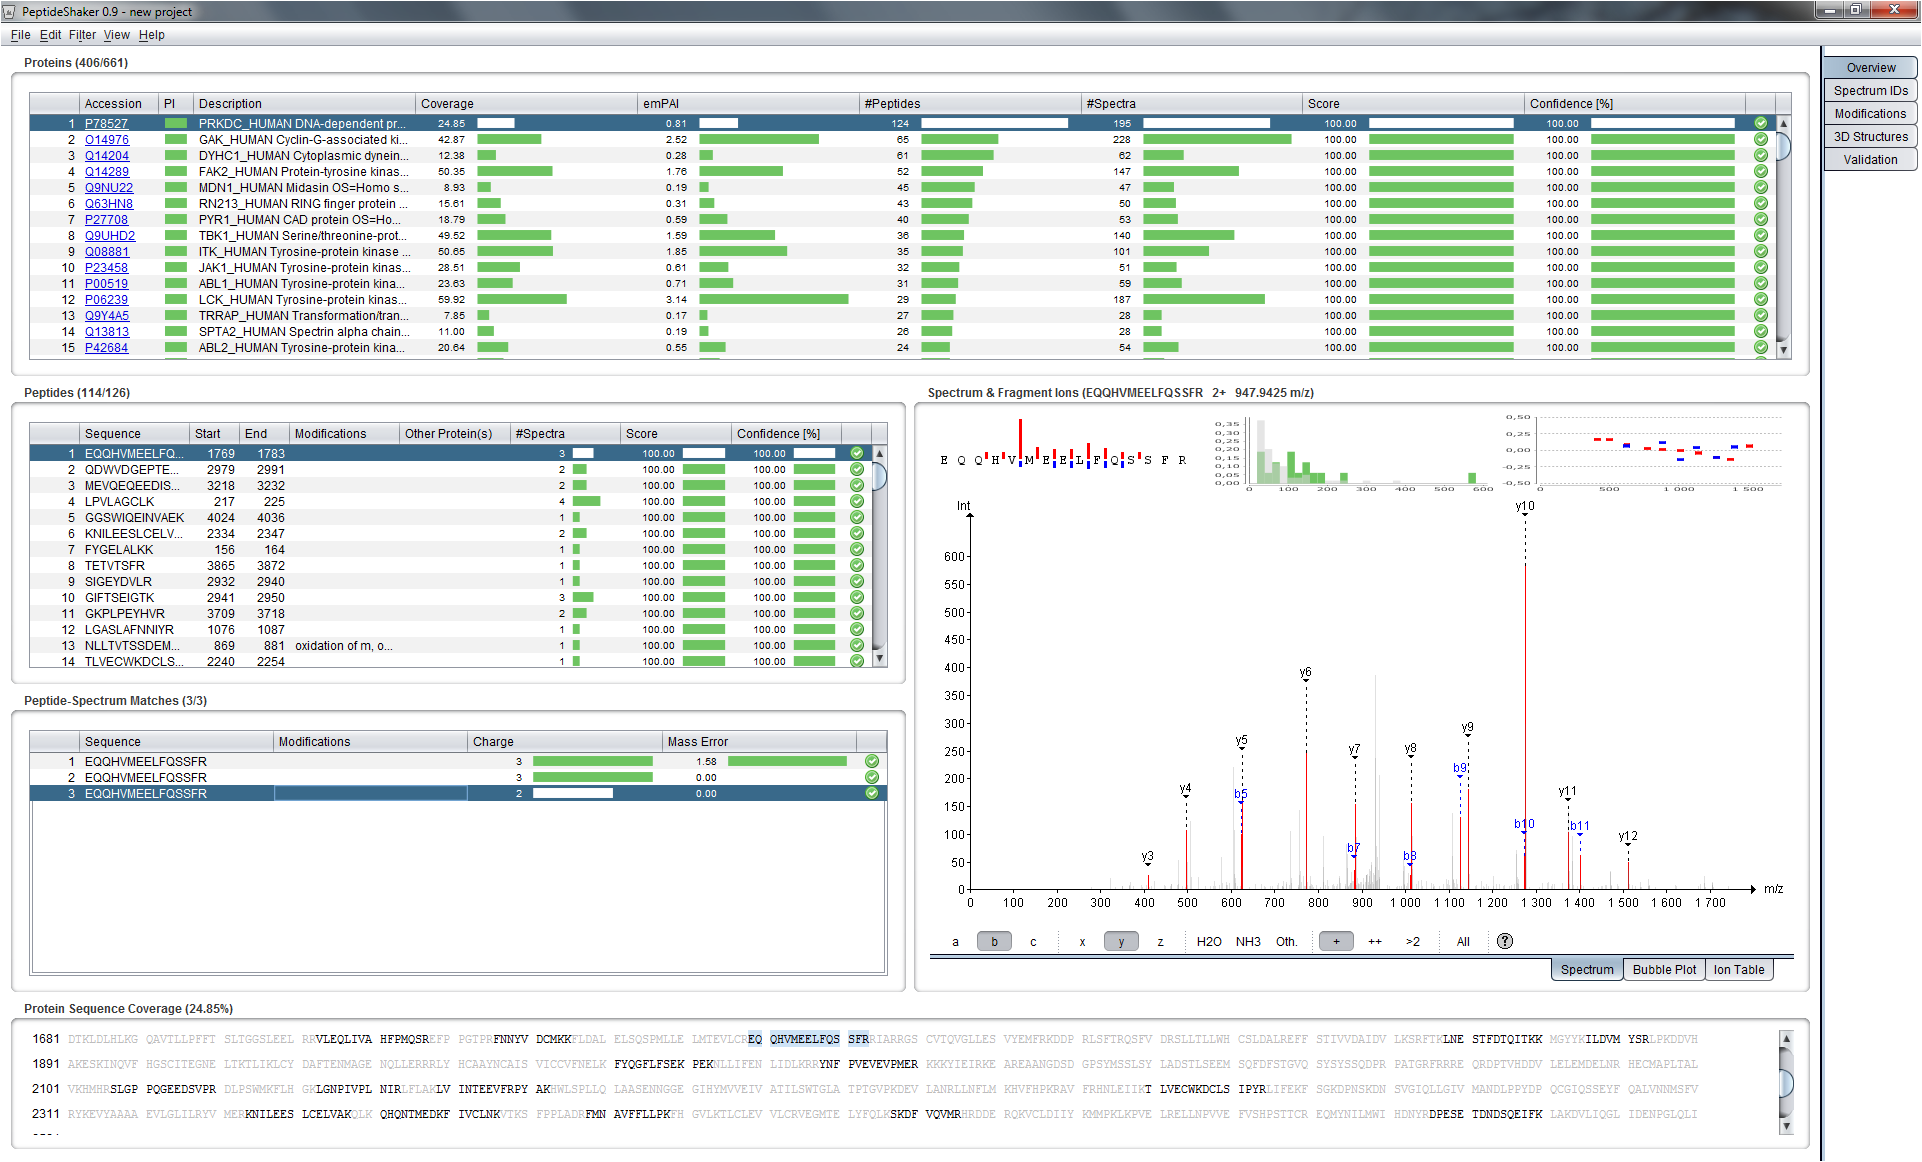 PeptideShaker 0.9 - new project
File Edit Filter View Help
Proteins (406/661)
Accession PI Description Coverage emPAI #Peptides #Spectra Score Confidence [%]
1 P78527 PRKDC_HUMAN DNA-dependent pr... 24.85 0.81 124 195 100.00 100.00
2 O14976 GAK_HUMAN Cyclin-G-associated ki... 42.87 2.52 65 228 100.00 100.00
3 Q14204 DYHC1_HUMAN Cytoplasmic dynein... 12.38 0.28 61 62 100.00 100.00
4 Q14289 FAK2_HUMAN Protein-tyrosine kinas... 50.35 1.76 52 147 100.00 100.00
5 Q9NU22 MDN1_HUMAN Midasin OS=Homo s... 8.93 0.19 45 47 100.00 100.00
6 Q63HN8 RN213_HUMAN RING finger protein ... 15.61 0.31 43 50 100.00 100.00
7 P27708 PYR1_HUMAN CAD protein OS=Ho... 18.79 0.59 40 53 100.00 100.00
8 Q9UHD2 TBK1_HUMAN Serine/threonine-prot... 49.52 1.59 36 140 100.00 100.00
9 Q08881 ITK_HUMAN Tyrosine-protein kinase ... 50.65 1.85 35 101 100.00 100.00
10 P23458 JAK1_HUMAN Tyrosine-protein kinas... 28.51 0.61 32 51 100.00 100.00
11 P00519 ABL1_HUMAN Tyrosine-protein kina... 23.63 0.71 31 59 100.00 100.00
12 P06239 LCK_HUMAN Tyrosine-protein kinas... 59.92 3.14 29 187 100.00 100.00
13 Q9Y4A5 TRRAP_HUMAN Transformation/tran... 7.85 0.17 27 28 100.00 100.00
14 Q13813 SPTA2_HUMAN Spectrin alpha chain... 11.00 0.19 26 28 100.00 100.00
15 P42684 ABL2_HUMAN Tyrosine-protein kina... 20.64 0.55 24 54 100.00 100.00
Overview
Spectrum IDs
Modifications
3D Structures
Validation
Peptides (114/126)
Sequence Start End Modifications Other Protein(s) #Spectra Score Confidence [%]
1 EQQHVMEELFQ... 1769 1783 3 100.00 100.00
2 QDWVDGEPTE... 2979 2991 2 100.00 100.00
3 MEVQEQEEDIS... 3218 3232 2 100.00 100.00
4 LPVLAGCLK 217 225 4 100.00 100.00
5 GGSWIQEINVAEK 4024 4036 1 100.00 100.00
6 KNILEESLCELV... 2334 2347 2 100.00 100.00
7 FYGELALKK 156 164 1 100.00 100.00
8 TETVTSFR 3865 3872 1 100.00 100.00
9 SIGEYDVLR 2932 2940 1 100.00 100.00
10 GIFTSEIGTK 2941 2950 3 100.00 100.00
11 GKPLPEYHVR 3709 3718 2 100.00 100.00
12 LGASLAFNNIYR 1076 1087 1 100.00 100.00
13 NLLTVTSSDEM... 869 881 oxidation of m, o... 1 100.00 100.00
14 TLVECWKDCLS... 2240 2254 1 100.00 100.00
Peptide-Spectrum Matches (3/3)
Sequence Modifications Charge Mass Error
1 EQQHVMEELFQSSFR 3 1.58
2 EQQHVMEELFQSSFR 3 0.00
3 EQQHVMEELFQSSFR 2 0.00
Spectrum & Fragment Ions (EQQHVMEELFQSSFR 2+ 947.9425 m/z)
E Q Q H V M E E L F Q S S F R
0,35
0,30
0,25
0,20
0,15
0,10
0,05
0,00
0 100 200 300 400 500 600
0,50
0,25
0,00
-0,25
-0,50
0 500 1 000 1 500
Int
y10
600
550
500
450
400
350
300
250
200
150
100
50
0
y3 y4 y5 b5 y6 y7 b7 y8 b8 b9 y9 b10 y11 b11 y12
0 100 200 300 400 500 600 700 800 900 1 000 1 100 1 200 1 300 1 400 1 500 1 600 1 700 m/z
a b c x y z H2O NH3 Oth. + ++ >2 All ?
Spectrum Bubble Plot Ion Table
Protein Sequence Coverage (24.85%)
1681 DTKLDLHLKG QAVTLLPFFT SLTGGSLEEL RRVLEQLIVA HFPMQSREFP PGTPRFNNYV DCMKKFLDAL ELSQSPMLLE LMTEVLCREQ QHVMEELFQS SFRRIARRGS CVTQVGLLES VYEMFRKDDP RLSFTRQSFV DRSLLTLLWH CSLDALREFF STIVVDAIDV LKSRFTKLNE STFDTQITKK MGYYKILDVM YSRLPKDDVH
1891 AKESKINQVF HGSCITEGNE LTKTLIKLCY DAFTENMAGE NQLLERRRLY HCAAYNCAIS VICCVFNELK FYQGFLFSEK PEKNLLIFEN LIDLKRRYNF PVEVEVPMER KKKYIEIRKE AREAANGDSD GPSYMSSLSY LADSTLSEEM SQFDFSTGVQ SYSYSSQDPR PATGRFRRRE QRDPTVHDDV LELEMDELNR HECMAPLTAL
2101 VKHMHRSLGP PQGEEDSVPR DLPSWMKFLH GKLGNPIVPL NIRLFLAKLV INTEEVFRPY AKHWLSPLLQ LAASENNGGE GIHYMVVEIV ATILSWTGLA TPTGVPKDEV LANRLLNFLM KHVFHPKRAV FRHNLEIIKT LVECWKDCLS IPYRLIFEKF SGKDPNSKDN SVGIQLLGIV MANDLPPYDP QCGIQSSEYF QALVNNMSFV
2311 RYKEVYAAAA EVLGLILRYV MERKNILEES LCELVAKQLK QHQNTMEDKF IVCLNKVTKS FPPLADRFMN AVFFLLPKFH GVLKTLCLEV VLCRVEGMTE LYFQLKSKDF VQVMRHRDDE RQKVCLDIIY KMMPKLKPVE LRELLNPVVE FVSHPSTTCR EQMYNILMWI HDNYRDPESE TDNDSQEIFK LAKDVLIQGL IDENPGLQLI